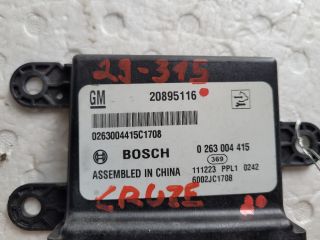 29-315
GM 20895116
0263004415C1708
BOSCH 0 263 004 415
369
ASSEMBLED IN CHINA 111223 PPL1 0242
6002JC1708
CRUZE